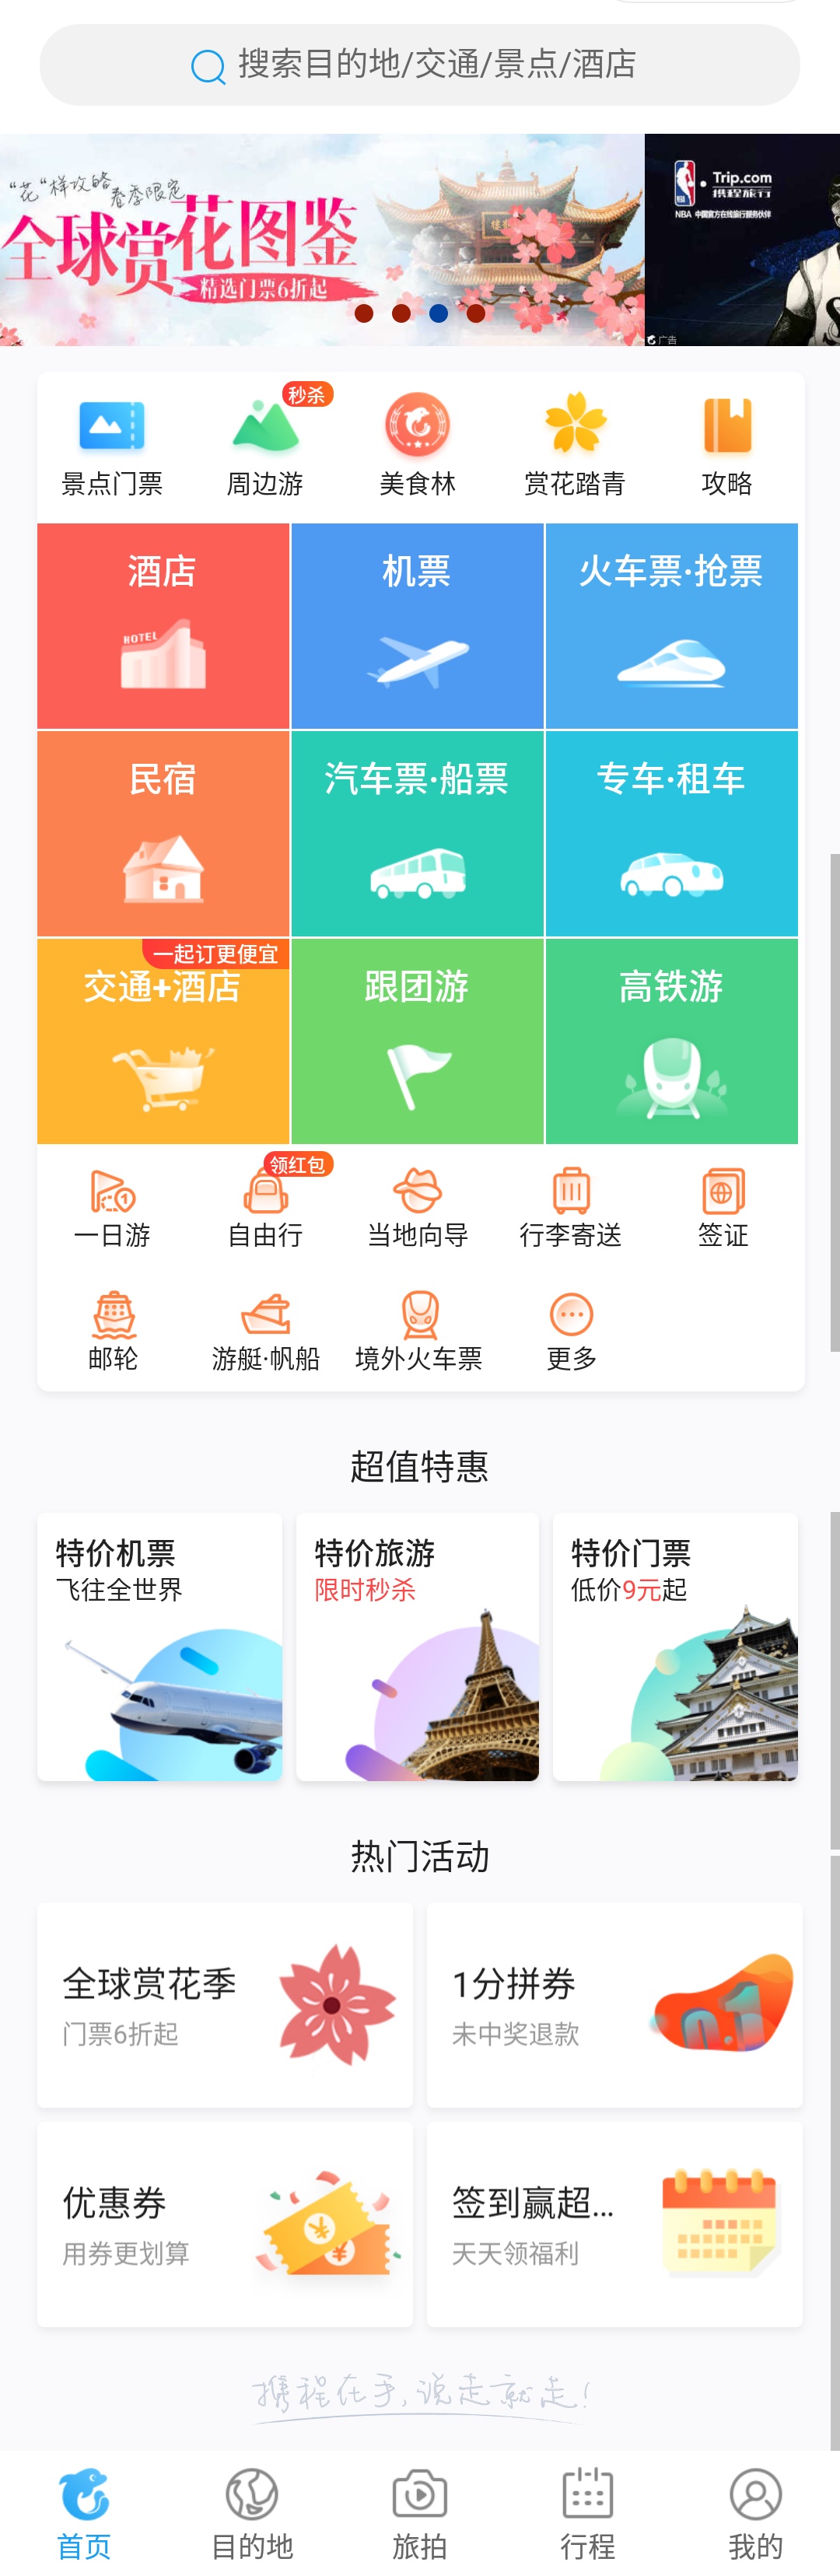 搜索目的地/交通/景点/酒店
“花“样攻略 春季限定
全球赏花图鉴
精选门票6折起
Trip.com
携程旅行
NBA 中国官方在线旅行服务伙伴
广告
秒杀
景点门票 周边游 美食林 赏花踏青 攻略
酒店 机票 火车票·抢票
HOTEL
民宿 汽车票·船票 专车·租车
一起订更便宜
交通+酒店 跟团游 高铁游
领红包
一日游 自由行 当地向导 行李寄送 签证
邮轮 游艇·帆船 境外火车票 更多
超值特惠
特价机票 特价旅游 特价门票
飞往全世界 限时秒杀 低价9元起
热门活动
全球赏花季 1分拼券
门票6折起 未中奖退款
n.1
优惠券 签到赢超...
用券更划算 天天领福利
携程在手,说走就走!
首页 目的地 旅拍 行程 我的